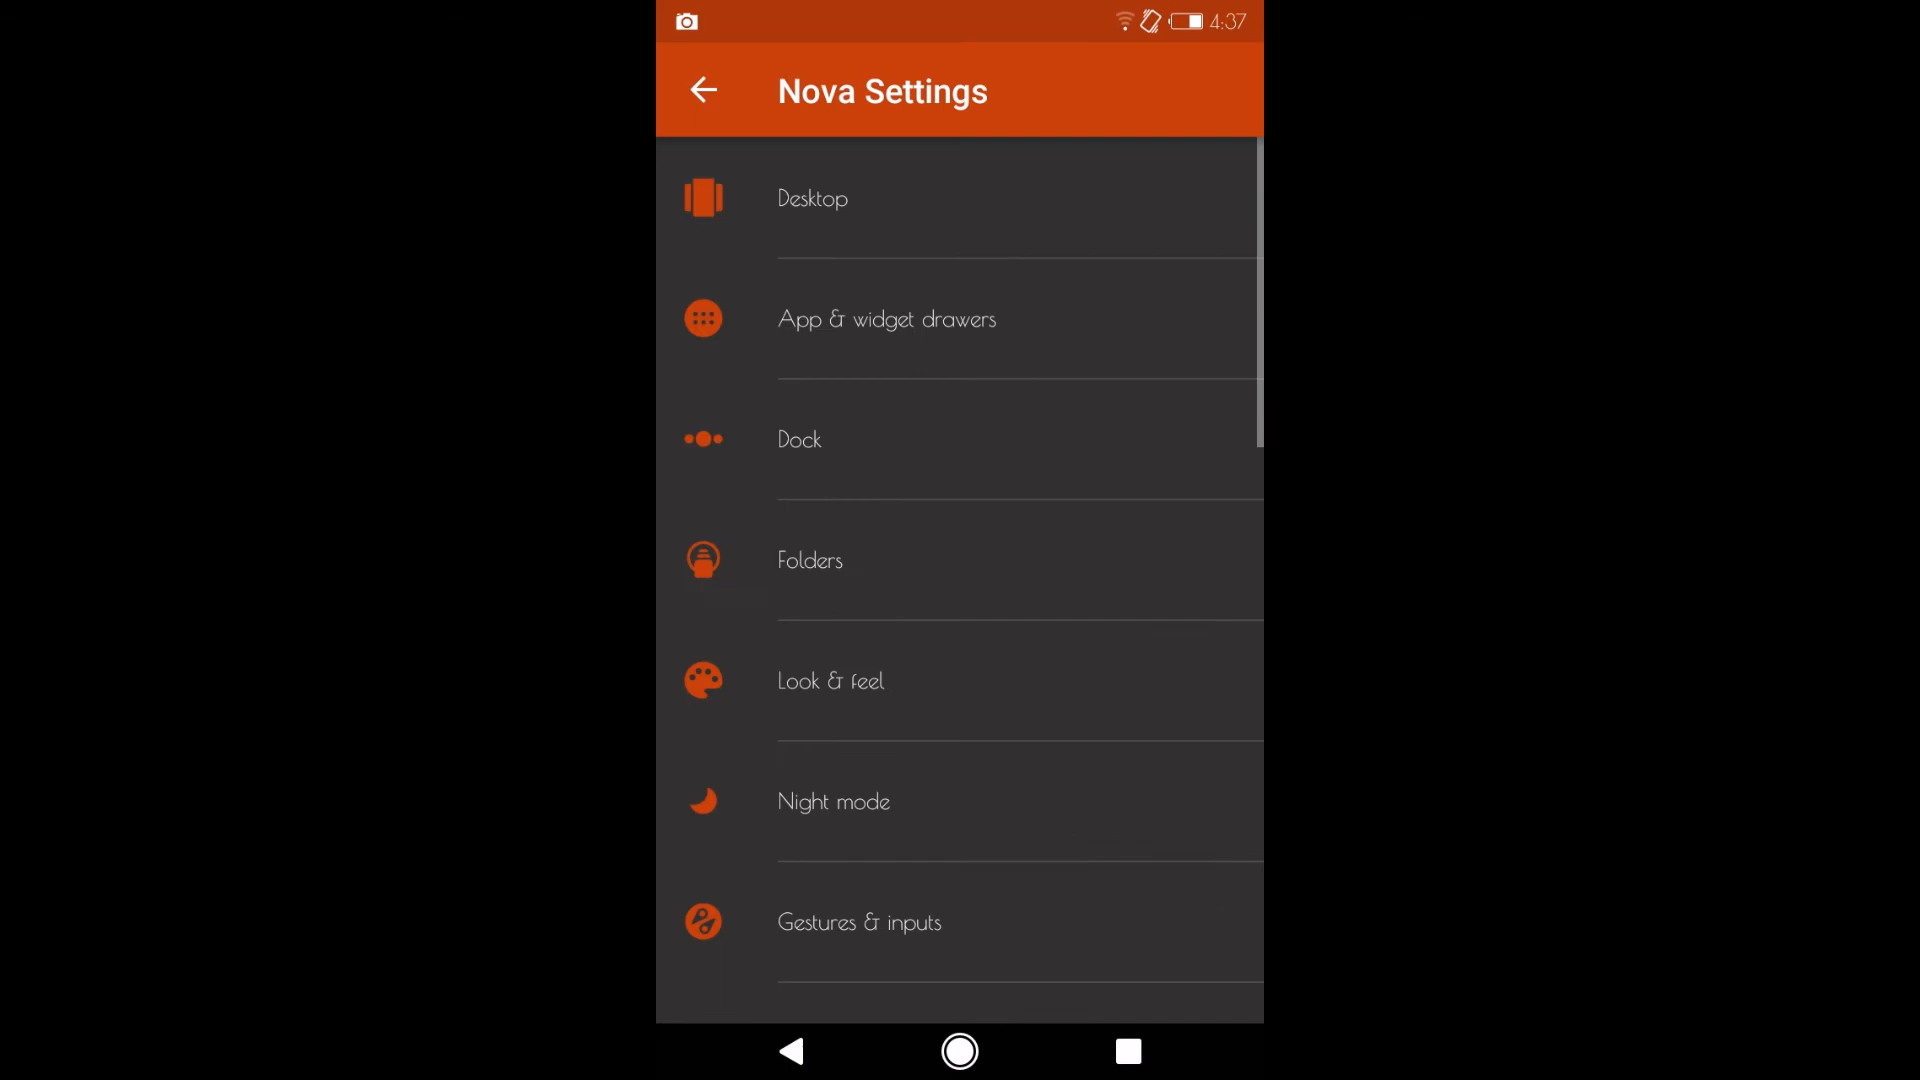 4:37
Nova Settings
Desktop
App & widget drawers
Dock
Folders
Look & feel
Night mode
Gestures & inputs